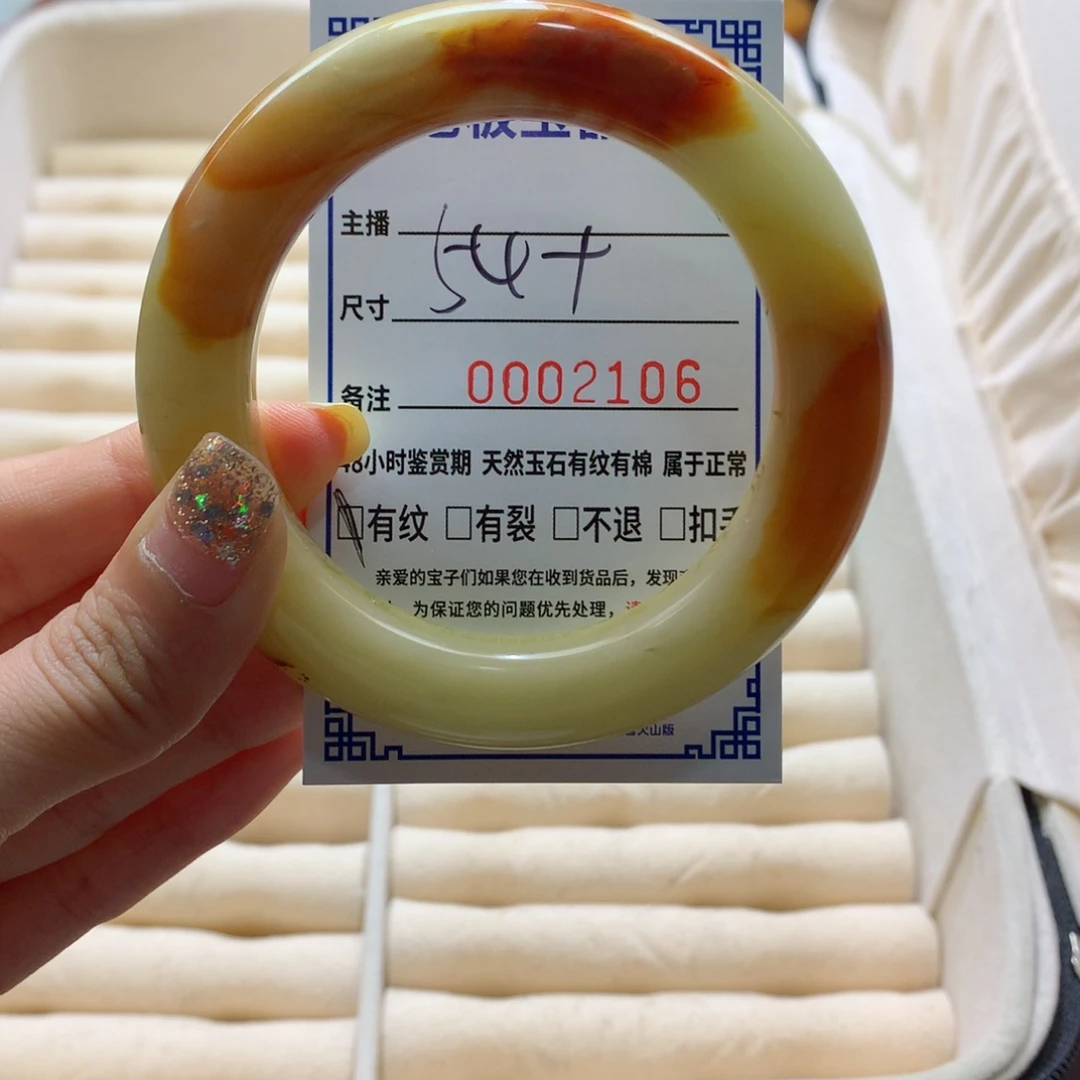 主播
54+
尺寸
备注 0002106
48小时鉴赏期 天然玉石有纹有棉 属于正常
□有纹 □有裂 □不退 □扣
亲爱的宝子们如果您在收到货品后，发现
为保证您的问题优先处理，
火山版